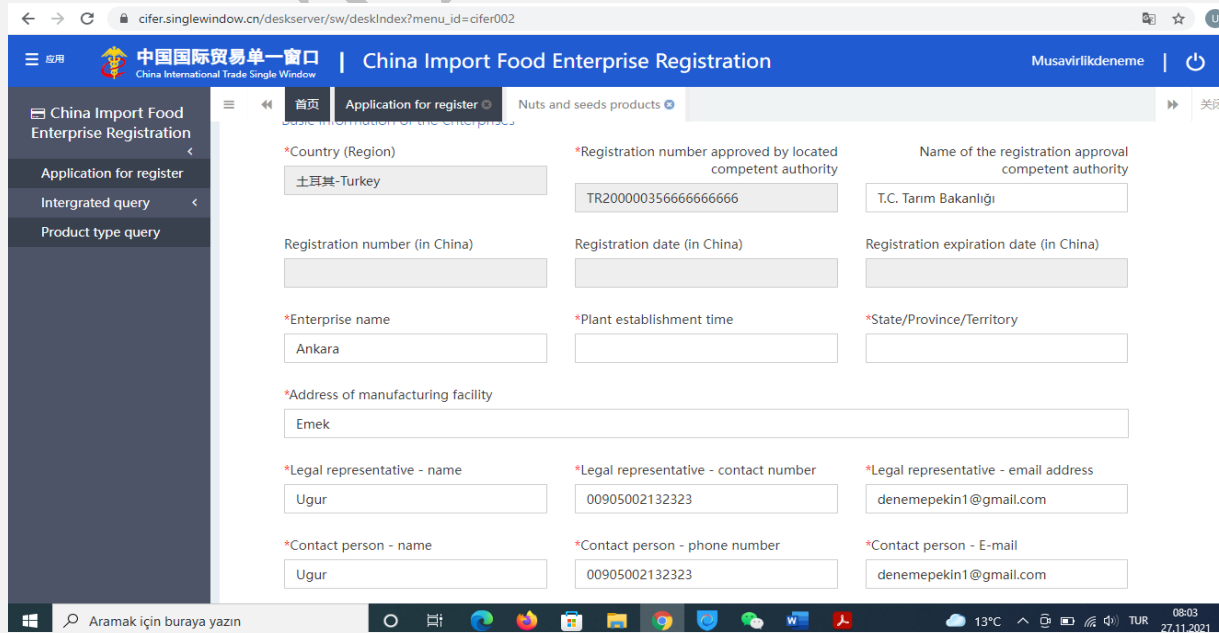 cifer.singlewindow.cn/deskserver/sw/deskIndex?menu_id=cifer002
应用
中国国际贸易单一窗口
China International Trade Single Window
China Import Food Enterprise Registration
Musavirlikdeneme
China Import Food
Enterprise Registration
Application for register
Intergrated query
Product type query
首页
Application for register
Nuts and seeds products
关闭
Basic information of the enterprises
*Country (Region)
*Registration number approved by located
competent authority
Name of the registration approval
competent authority
土耳其-Turkey
TR200000356666666666
T.C. Tarım Bakanlığı
Registration number (in China)
Registration date (in China)
Registration expiration date (in China)
*Enterprise name
*Plant establishment time
*State/Province/Territory
Ankara
*Address of manufacturing facility
Emek
*Legal representative - name
*Legal representative - contact number
*Legal representative - email address
Ugur
00905002132323
denemepekin1@gmail.com
*Contact person - name
*Contact person - phone number
*Contact person - E-mail
Ugur
00905002132323
denemepekin1@gmail.com
Aramak için buraya yazın
13°C
TUR
08:03
27.11.2021